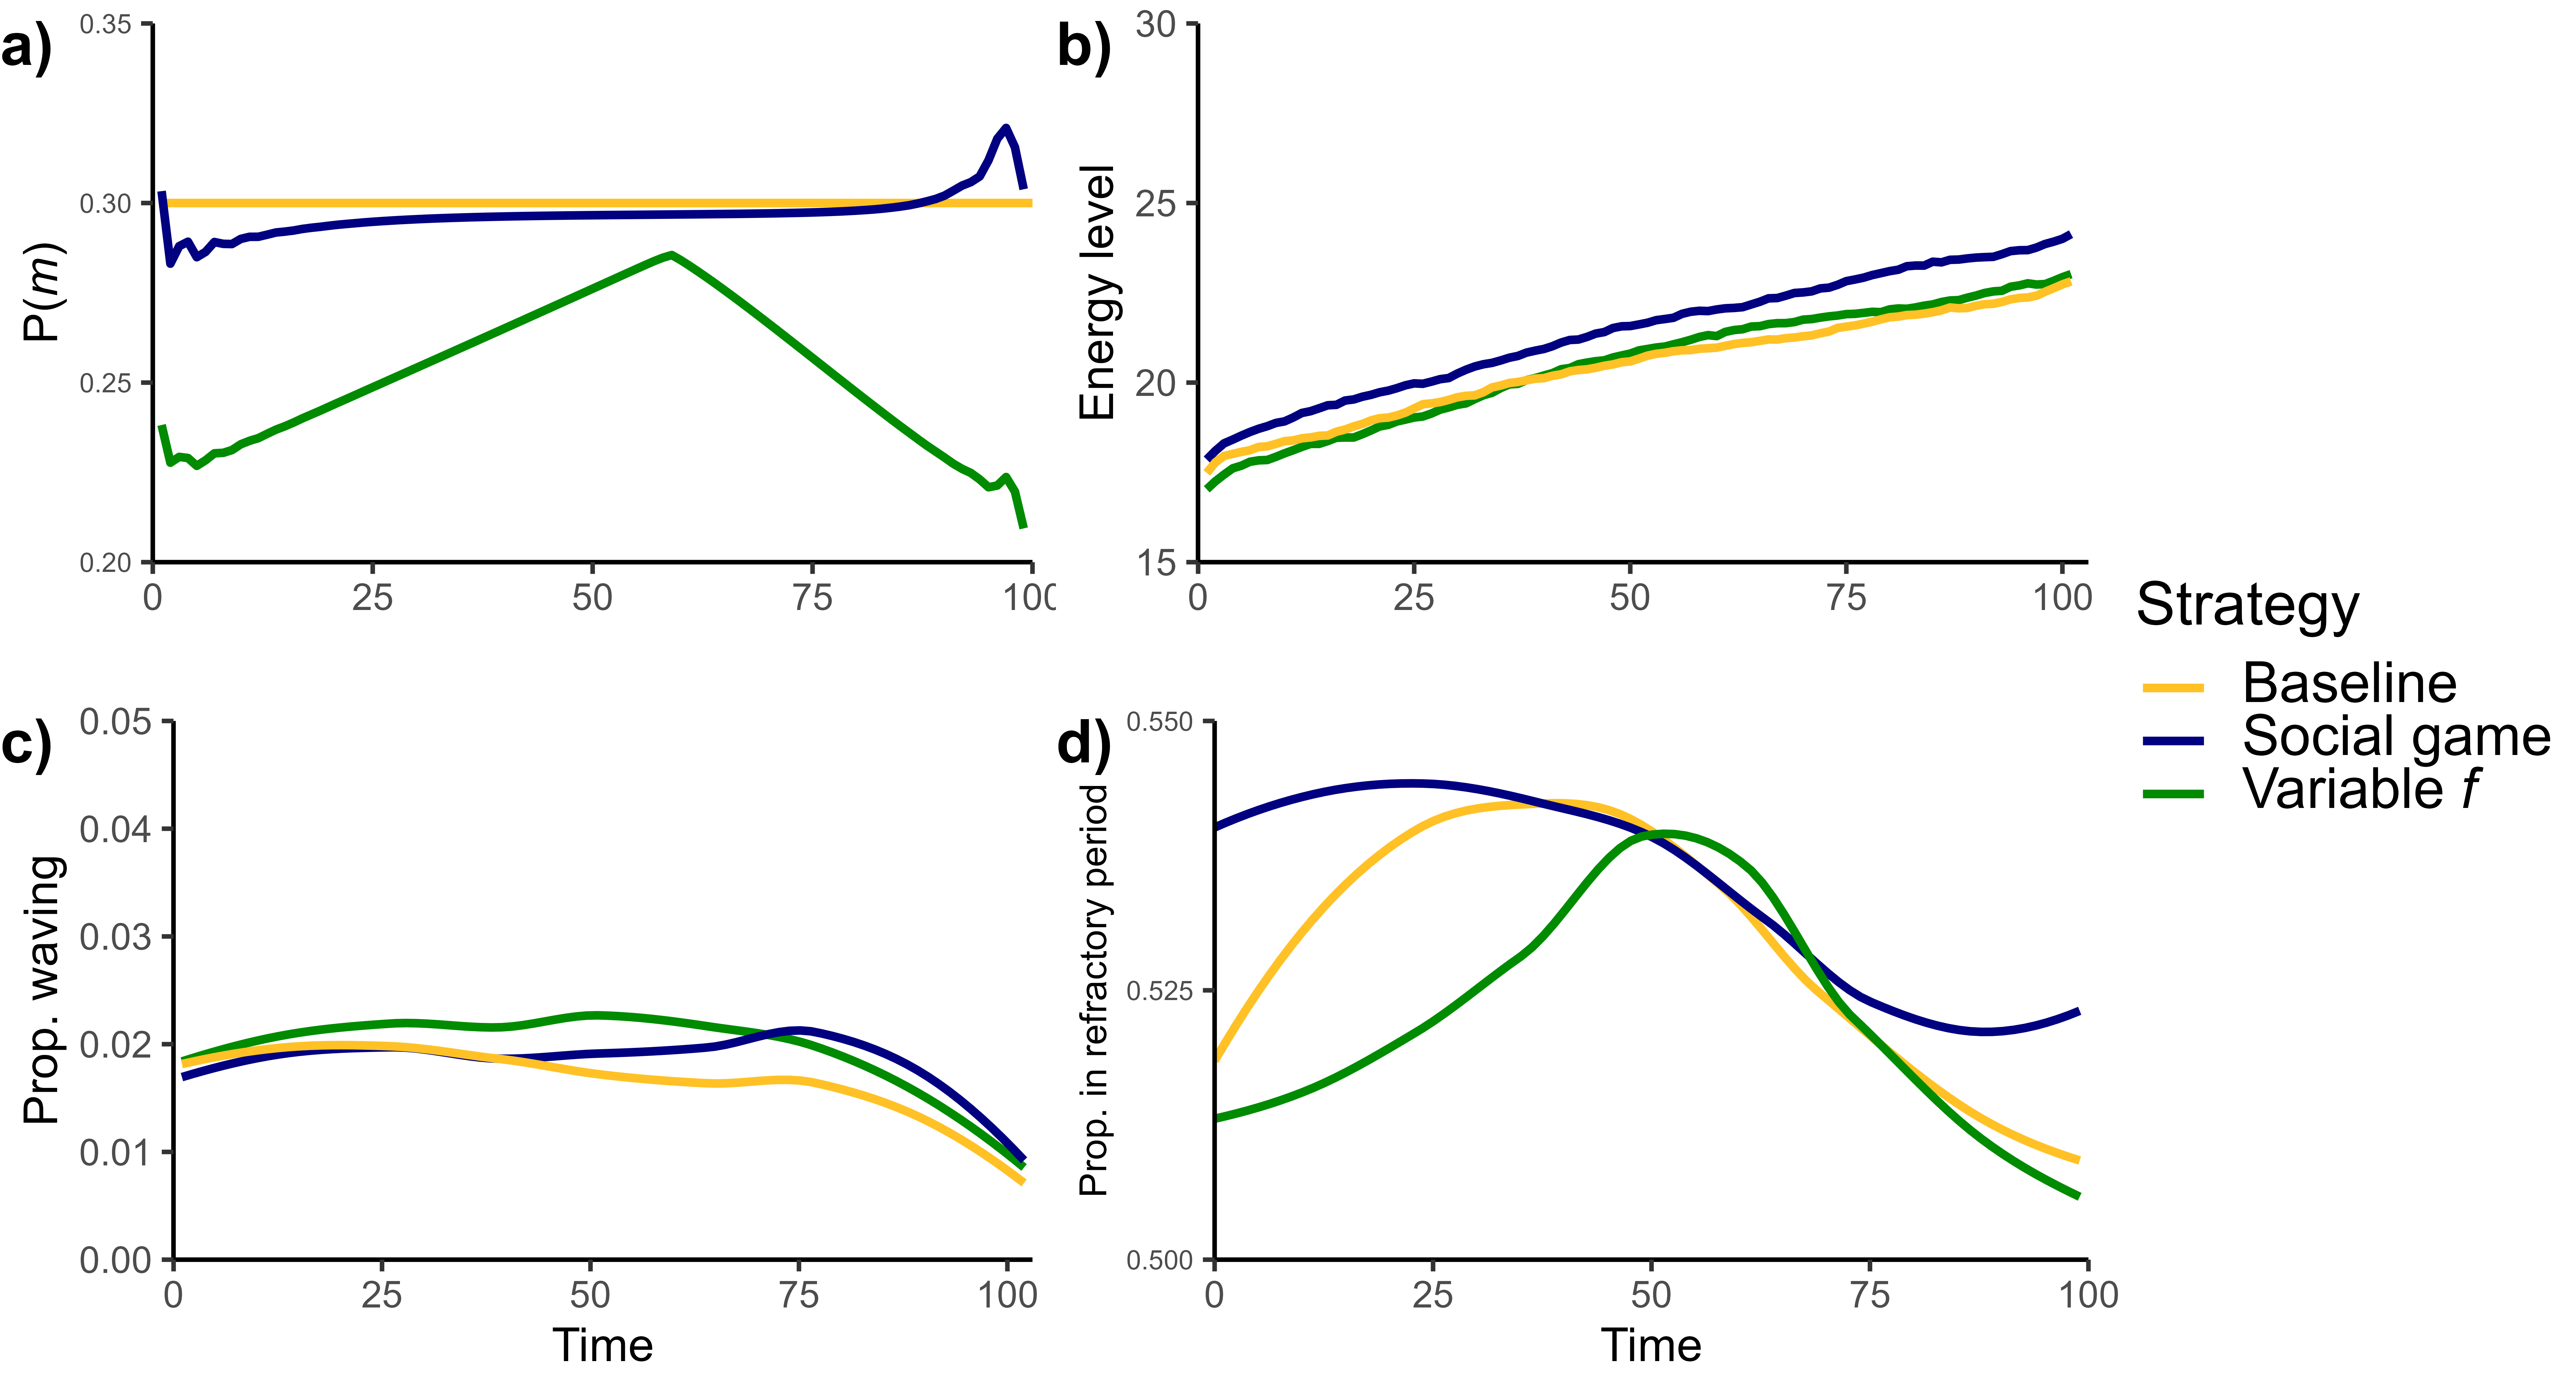 a)
0.35
0.30
0.25
0.20
P(m)
0 25 50 75 100
b)
30
25
20
15
Energy level
0 25 50 75 100
c)
0.05
0.04
0.03
0.02
0.01
0.00
Prop. waving
0 25 50 75 100
Time
d)
0.550
0.525
0.500
Prop. in refractory period
0 25 50 75 100
Time
Strategy
Baseline
Social game
Variable f